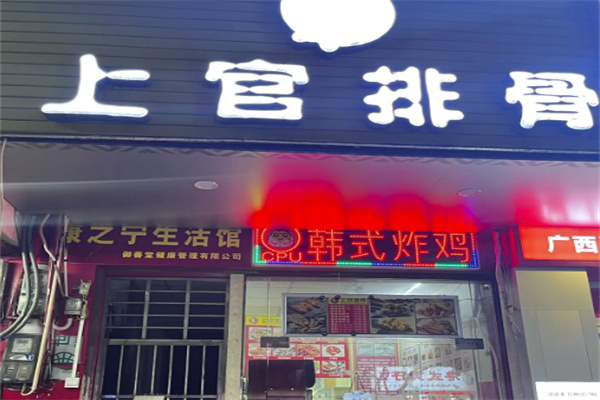 上官排骨
康之宁生活馆
御善堂健康管理有限公司
CPU
韩式炸鸡
广西